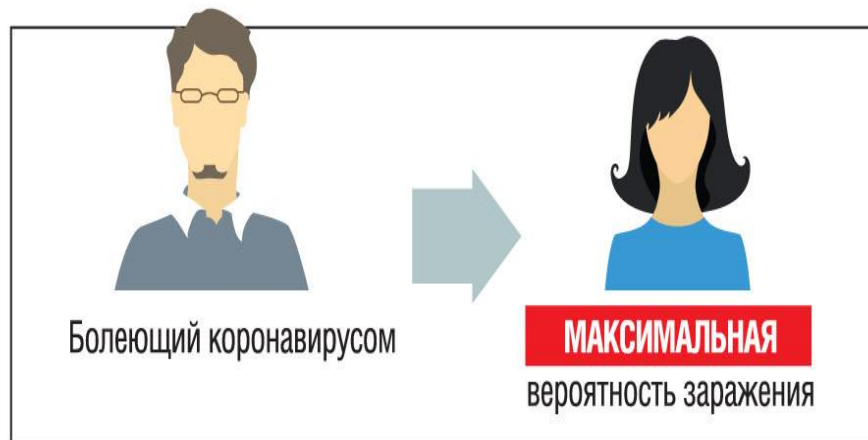 Болеющий коронавирусом
МАКСИМАЛЬНАЯ
вероятность заражения